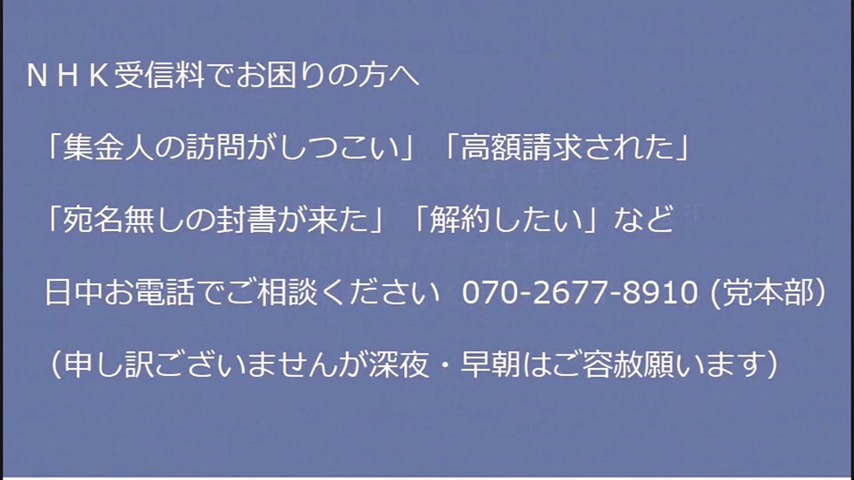 ＮＨＫ受信料でお困りの方へ
「集金人の訪問がしつこい」「高額請求された」
「宛名無しの封書が来た」「解約したい」など
日中お電話でご相談ください 070-2677-8910 (党本部）
（申し訳ございませんが深夜・早朝はご容赦願います）